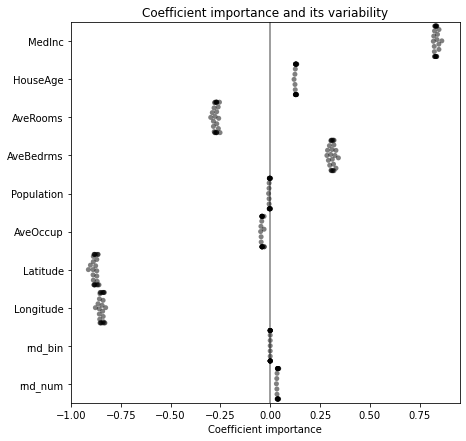 Coefficient importance and its variability
MedInc
HouseAge
AveRooms
AveBedrms
Population
AveOccup
Latitude
Longitude
rnd_bin
rnd_num
−1.00 −0.75 −0.50 −0.25 0.00 0.25 0.50 0.75
Coefficient importance